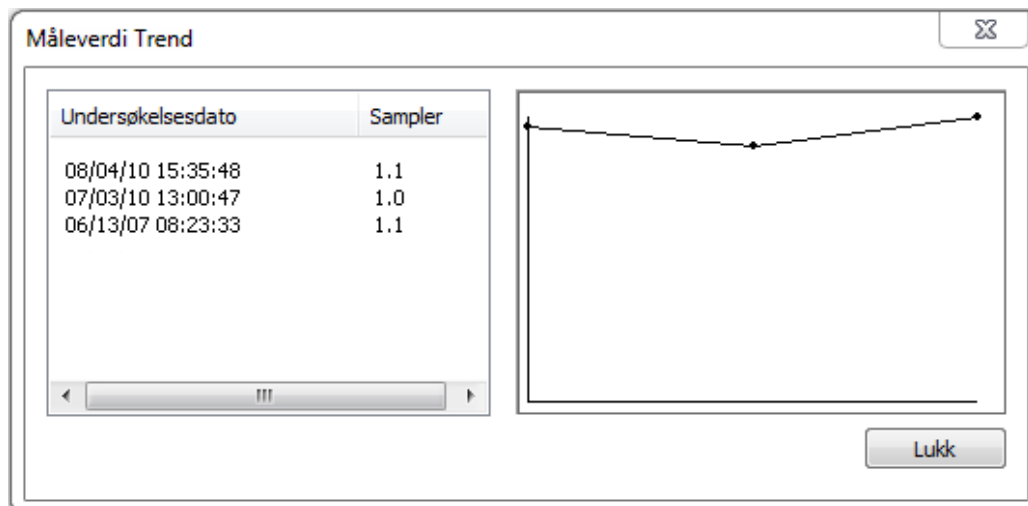 Måleverdi Trend
Undersøkelsesdato Sampler
08/04/10 15:35:48 1.1
07/03/10 13:00:47 1.0
06/13/07 08:23:33 1.1
Lukk